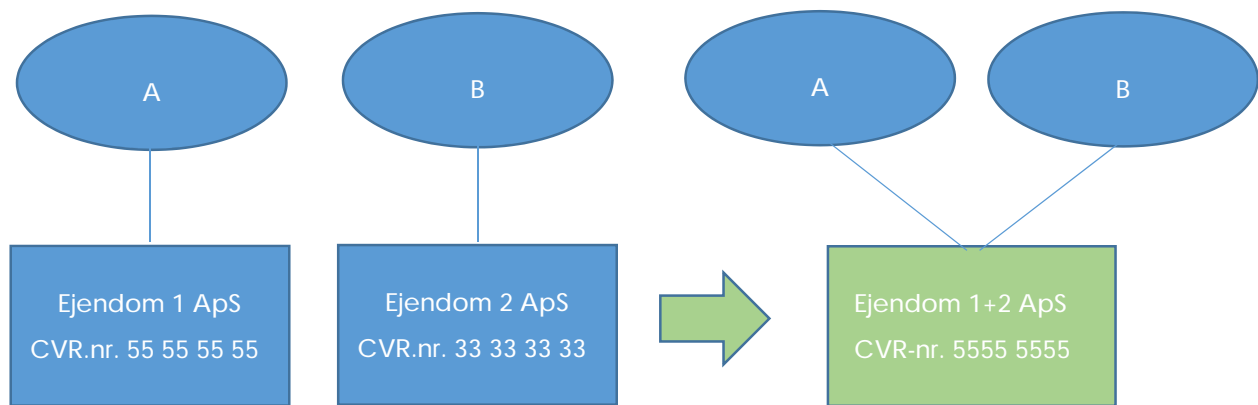 A
B
A
B
Ejendom 1 ApS
CVR.nr. 55 55 55 55
Ejendom 2 ApS
CVR.nr. 33 33 33 33
Ejendom 1+2 ApS
CVR-nr. 5555 5555